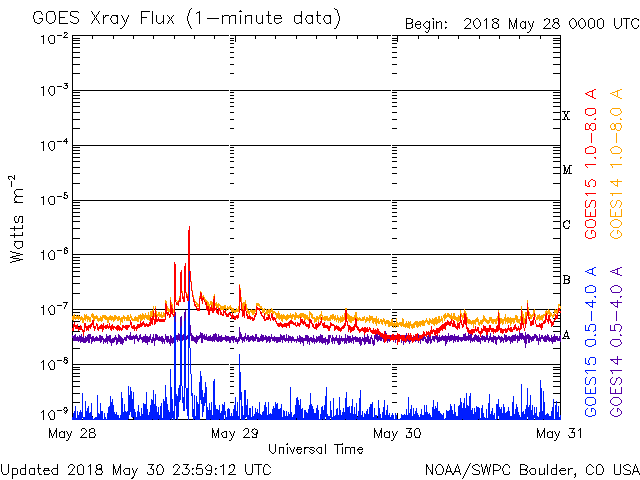 GOES Xray Flux (1-minute data)
Begin: 2018 May 28 0000 UTC
10⁻²
10⁻³
10⁻⁴
10⁻⁵
10⁻⁶
10⁻⁷
10⁻⁸
10⁻⁹
Watts m⁻²
X
M
C
B
A
GOES15 1.0-8.0 A
GOES14 1.0-8.0 A
GOES15 0.5-4.0 A
GOES14 0.5-4.0 A
May 28
May 29
May 30
May 31
Universal Time
Updated 2018 May 30 23:59:12 UTC
NOAA/SWPC Boulder, CO USA